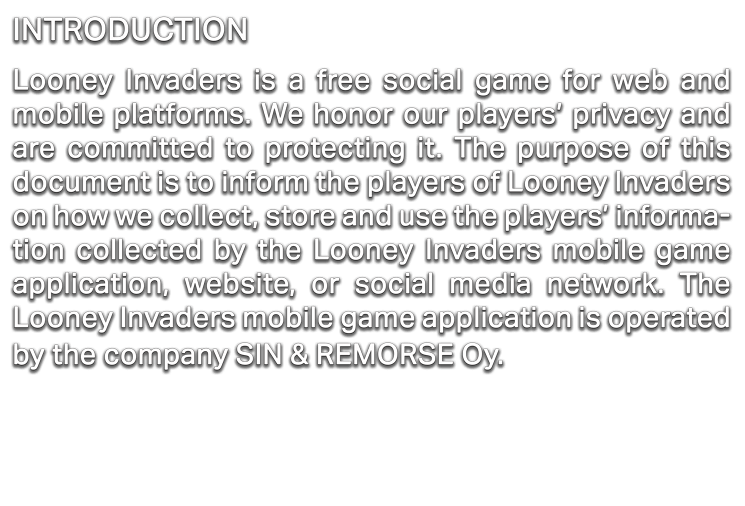 INTRODUCTION
Looney Invaders is a free social game for web and
mobile platforms. We honor our players’ privacy and
are committed to protecting it. The purpose of this
document is to inform the players of Looney Invaders
on how we collect, store and use the players’ informa-
tion collected by the Looney Invaders mobile game
application, website, or social media network. The
Looney Invaders mobile game application is operated
by the company SIN & REMORSE Oy.